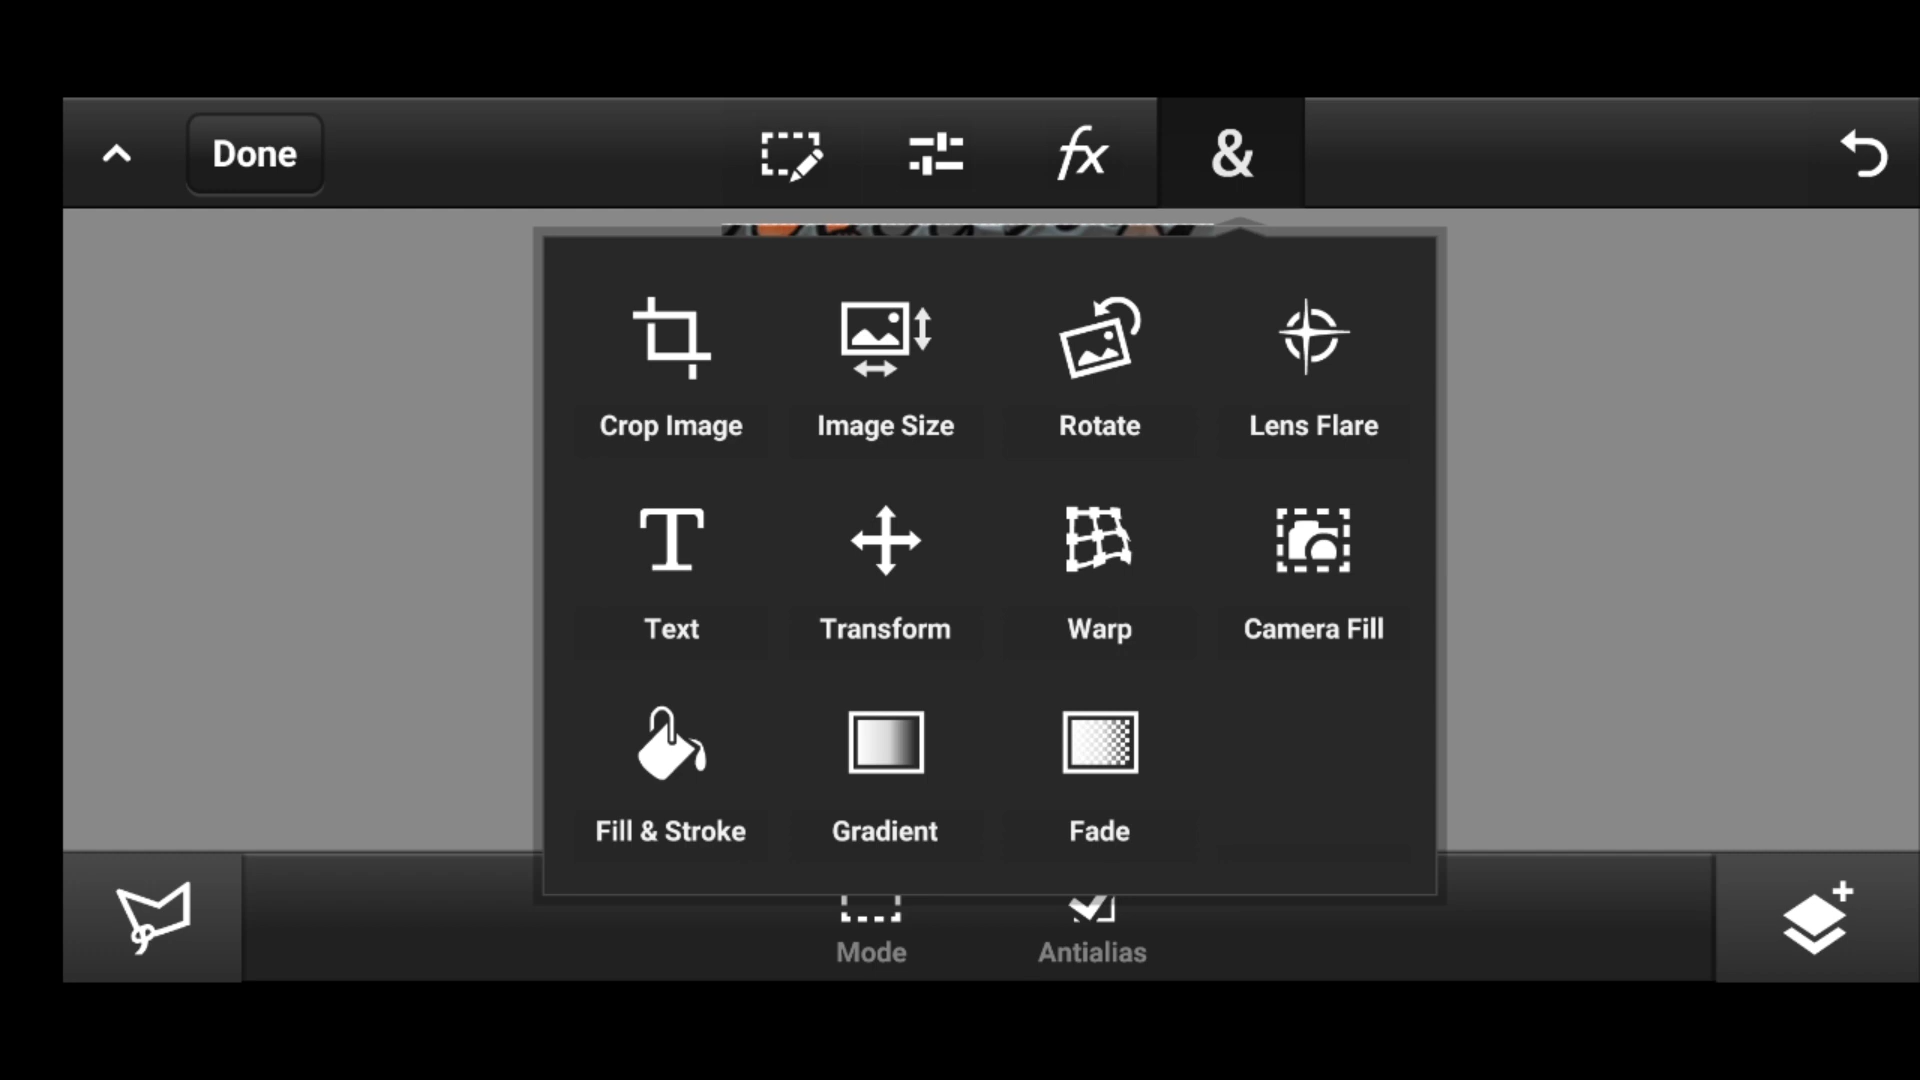 Done fx &
Crop Image Image Size Rotate Lens Flare
Text Transform Warp Camera Fill
Fill & Stroke Gradient Fade
Mode Antialias